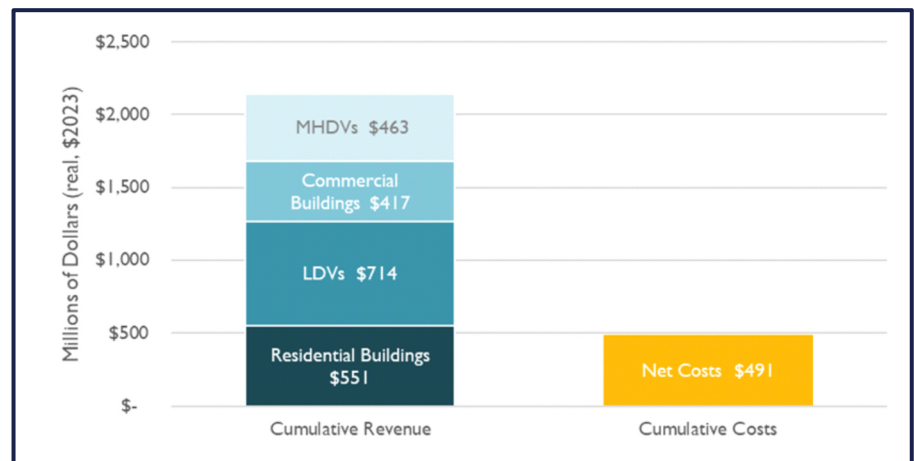 $2,500
$2,000
$1,500
$1,000
$500
$-
Millions of Dollars (real, $2023)
MHDVs $463
Commercial
Buildings $417
LDVs $714
Residential Buildings
$551
Net Costs $491
Cumulative Revenue
Cumulative Costs